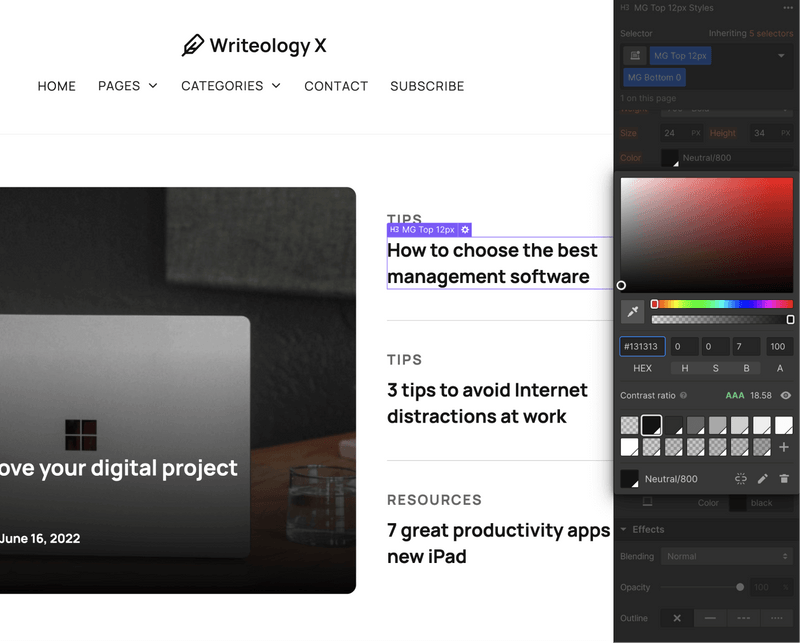 Writeology X
HOME PAGES CATEGORIES CONTACT SUBSCRIBE
ove your digital project
June 16, 2022
TIPS
H3 MG Top 12px
How to choose the best
management software
TIPS
3 tips to avoid Internet
distractions at work
RESOURCES
7 great productivity apps
new iPad
H3 MG Top 12px Styles
Selector Inheriting 5 selectors
MG Top 12px
MG Bottom 0
1 on this page
Size 24 PX Height 34 PX
Color Neutral/800
#131313 0 0 7 100
HEX H S B A
Contrast ratio AAA 18.58
Neutral/800
Color black
Effects
Blending Normal
Opacity 100 %
Outline